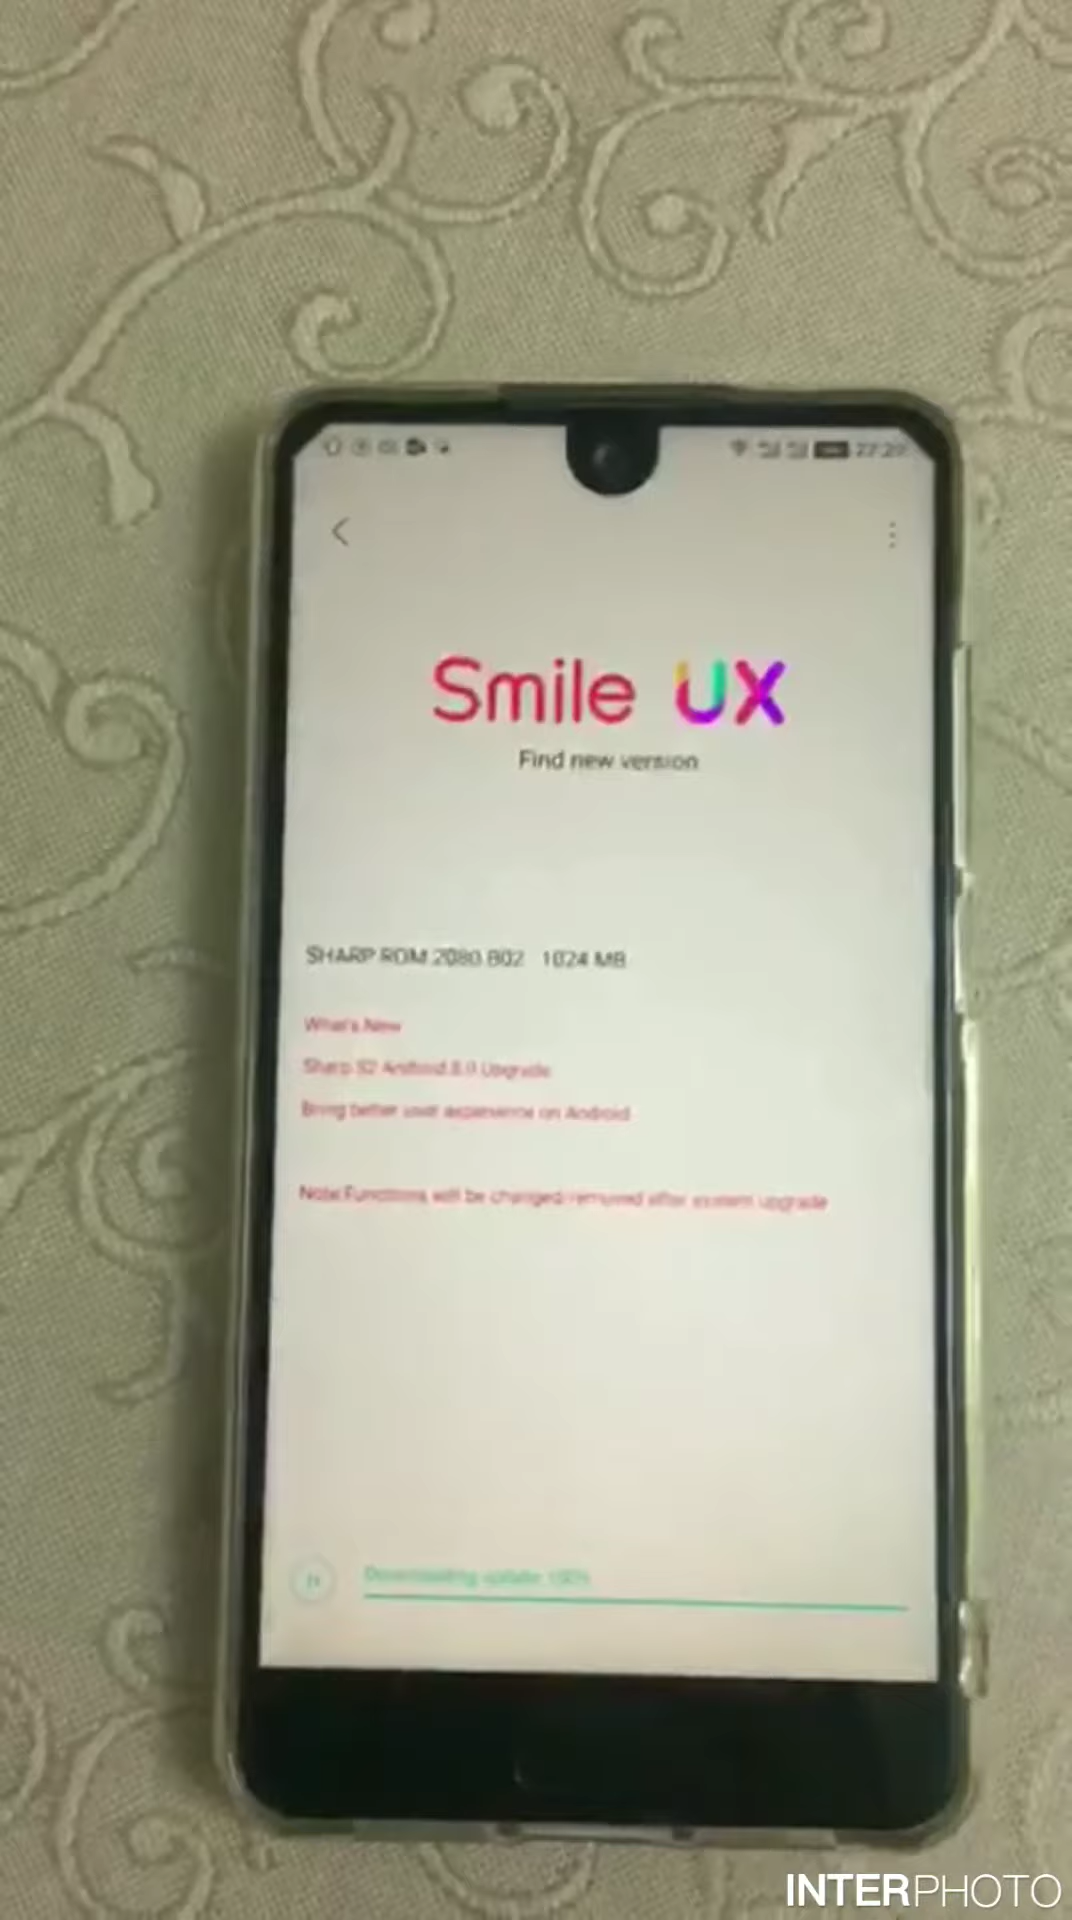 Smile UX
Find new version
SHARP ROM 2080 B02 1024 MB
What's New
Sharp S2 Android 8.0 Upgrade
Bring better user experience on Android
Note:Functions will be changed/removed after system upgrade
Downloading update 100%
INTERPHOTO